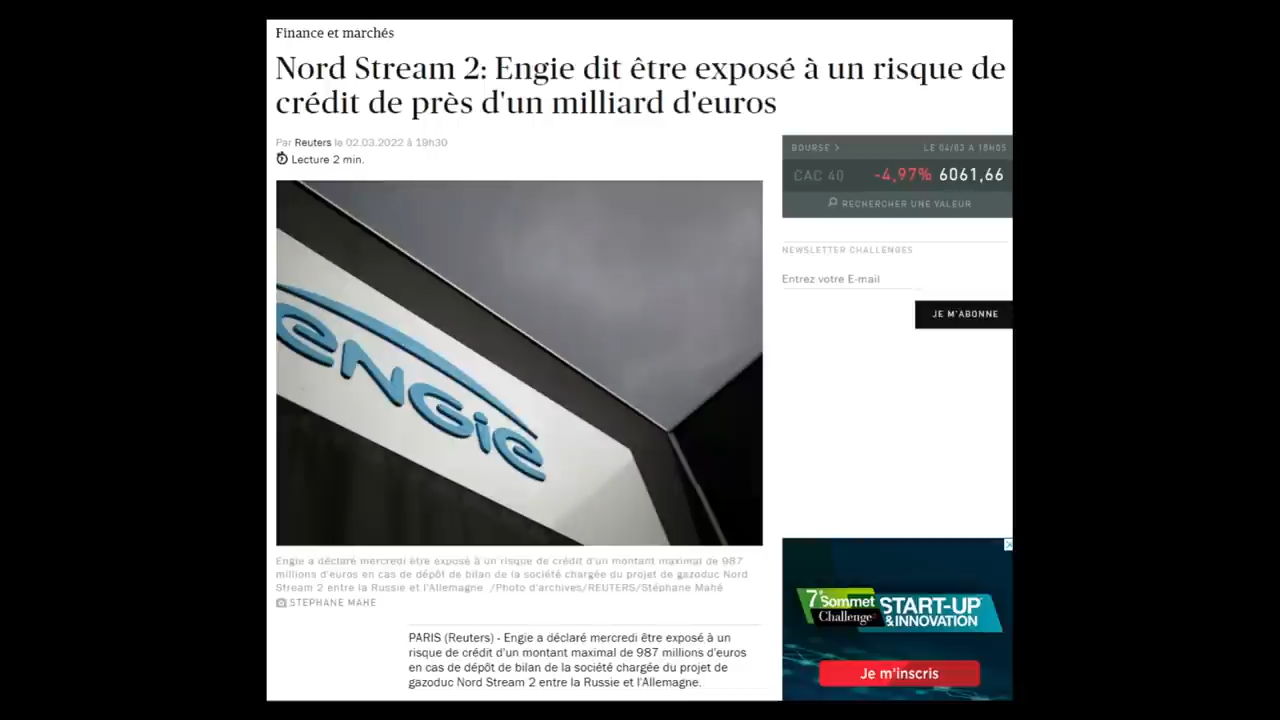 Finance et marchés
Nord Stream 2: Engie dit être exposé à un risque de
crédit de près d'un milliard d'euros
Par Reuters le 02.03.2022 à 19h30
Lecture 2 min.
BOURSE > LE 04/03 A 18H05
CAC 40 -4,97% 6061,66
RECHERCHER UNE VALEUR
NEWSLETTER CHALLENGES
Entrez votre E-mail
JE M'ABONNE
ENGIE
Engie a déclaré mercredi être exposé à un risque de crédit d'un montant maximal de 987
millions d'euros en cas de dépôt de bilan de la société chargée du projet de gazoduc Nord
Stream 2 entre la Russie et l'Allemagne. /Photo d'archives/REUTERS/Stéphane Mahé
STEPHANE MAHE
PARIS (Reuters) - Engie a déclaré mercredi être exposé à un
risque de crédit d'un montant maximal de 987 millions d'euros
en cas de dépôt de bilan de la société chargée du projet de
gazoduc Nord Stream 2 entre la Russie et l'Allemagne.
7e Sommet
Challenge
START-UP
&INNOVATION
Je m'inscris